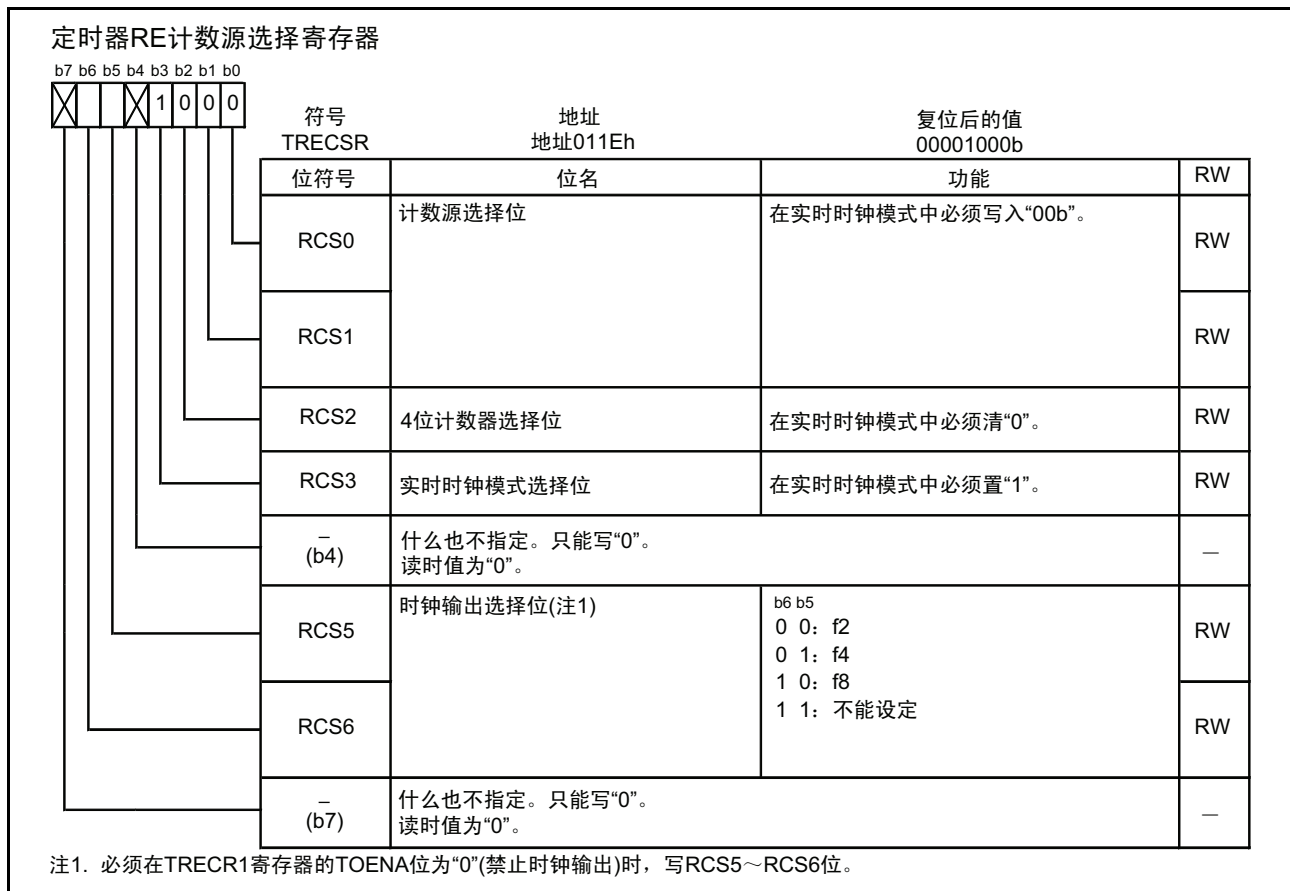 定时器RE计数源选择寄存器
b7 b6 b5 b4 b3 b2 b1 b0
1 0 0 0
符号 地址 复位后的值
TRECSR 地址011Eh 00001000b
位符号 位名 功能 RW
RCS0 计数源选择位 在实时时钟模式中必须写入“00b”。 RW
RCS1 RW
RCS2 4位计数器选择位 在实时时钟模式中必须清“0”。 RW
RCS3 实时时钟模式选择位 在实时时钟模式中必须置“1”。 RW
–
(b4)
什么也不指定。只能写“0”。
读时值为“0”。
—
RCS5 时钟输出选择位(注1) RW
b6 b5
0 0：f2
0 1：f4
1 0：f8
1 1：不能设定
RCS6 RW
–
(b7)
什么也不指定。只能写“0”。
读时值为“0”。
—
注1. 必须在TRECR1寄存器的TOENA位为“0”(禁止时钟输出)时，写RCS5～RCS6位。